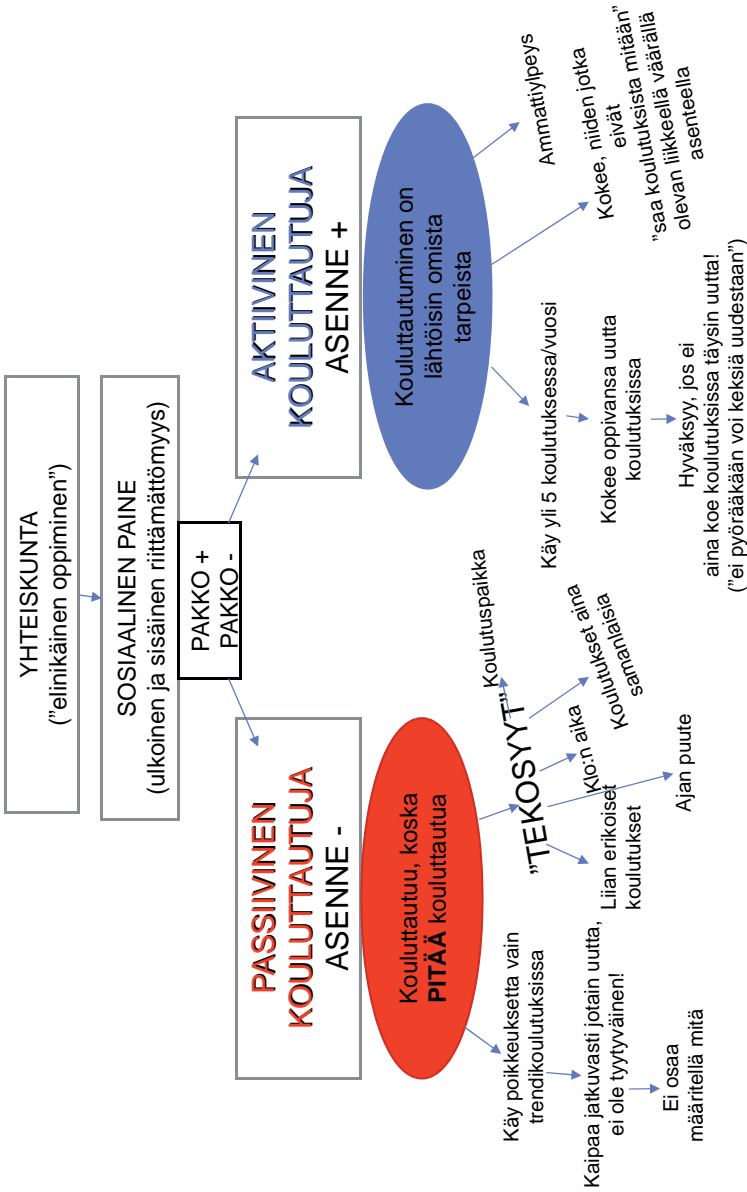 YHTEISKUNTA
("elinikäinen oppiminen")
SOSIAALINEN PAINE
(ulkoinen ja sisäinen riittämättömyys)
PAKKO +
PAKKO -
PASSIIVINEN
KOULUTTAUTUJA
ASENNE -
Kouluttautuu, koska
PITÄÄ kouluttautua
Käy poikkeuksetta vain
trendikoulutuksissa
Kaipaa jatkuvasti jotain uutta,
ei ole tyytyväinen!
Ei osaa
määritellä mitä
"TEKOSYYT"
Liian erikoiset
koulutukset
Ajan puute
Klo:n aika
Koulutukset aina
samanlaisia
Koulutuspaikka
AKTIIVINEN
KOULUTTAUTUJA
ASENNE +
Kouluttautuminen on
lähtöisin omista
tarpeista
Käy yli 5 koulutuksessa/vuosi
Kokee oppivansa uutta
koulutuksissa
Hyväksyy, jos ei
aina koe koulutuksissa täysin uutta!
("ei pyörääkään voi keksiä uudestaan")
Kokee, niiden jotka
eivät
"saa koulutuksista mitään"
olevan liikkeellä väärällä
asenteella
Ammattiylpeys